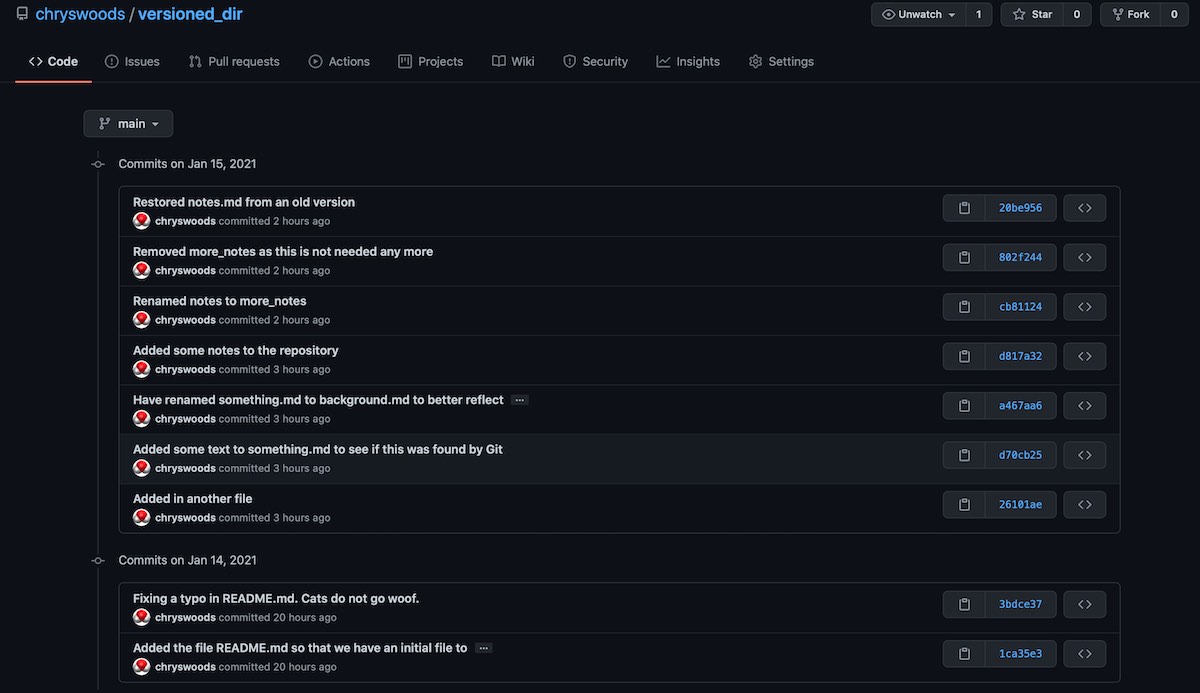 chryswoods / versioned_dir
Unwatch 1 Star 0 Fork 0
Code Issues Pull requests Actions Projects Wiki Security Insights Settings
main
Commits on Jan 15, 2021
Restored notes.md from an old version
chryswoods committed 2 hours ago
20be956
Removed more_notes as this is not needed any more
chryswoods committed 2 hours ago
802f244
Renamed notes to more_notes
chryswoods committed 2 hours ago
cb81124
Added some notes to the repository
chryswoods committed 3 hours ago
d817a32
Have renamed something.md to background.md to better reflect ...
chryswoods committed 3 hours ago
a467aa6
Added some text to something.md to see if this was found by Git
chryswoods committed 3 hours ago
d70cb25
Added in another file
chryswoods committed 3 hours ago
26101ae
Commits on Jan 14, 2021
Fixing a typo in README.md. Cats do not go woof.
chryswoods committed 20 hours ago
3bdce37
Added the file README.md so that we have an initial file to ...
chryswoods committed 20 hours ago
1ca35e3